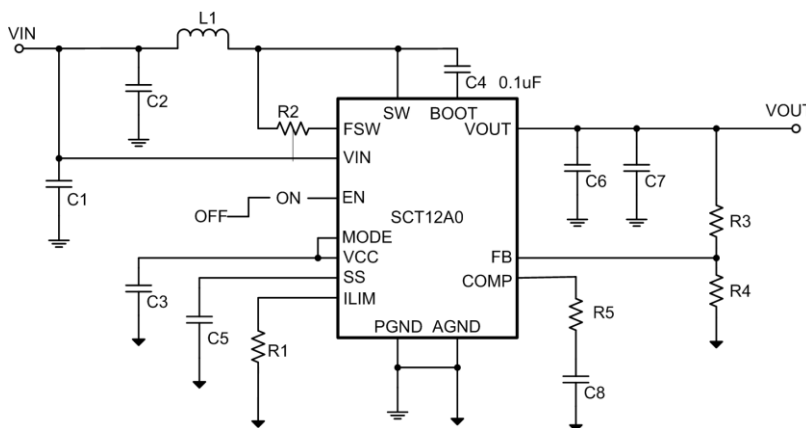 L1
VIN
C2
C4 0.1uF
R2
SW BOOT
VOUT
FSW
VOUT
VIN
C1
C6
C7
OFF ON EN
SCT12A0
R3
MODE
VCC
FB
SS
COMP
R4
C3
ILIM
C5
R1
PGND AGND
R5
C8